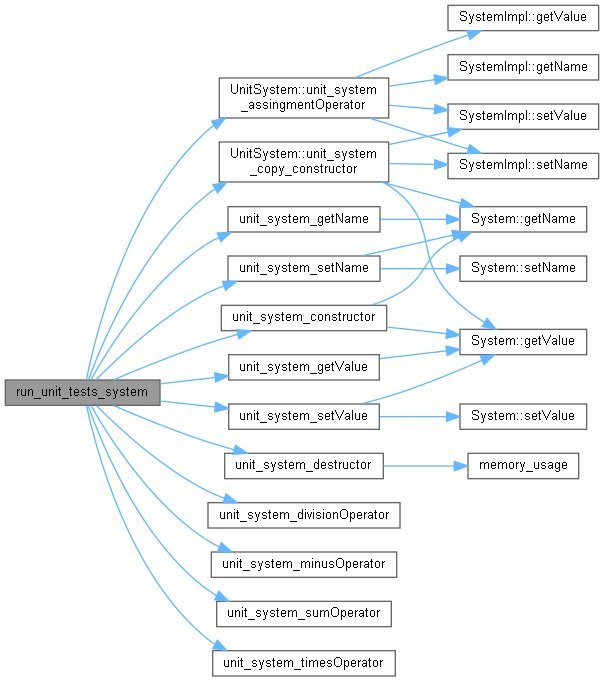 SystemImpl::getValue
SystemImpl::getName
UnitSystem::unit_system
_assingmentOperator
SystemImpl::setValue
UnitSystem::unit_system
_copy_constructor
SystemImpl::setName
unit_system_getName
System::getName
unit_system_setName
System::setName
unit_system_constructor
System::getValue
unit_system_getValue
run_unit_tests_system
unit_system_setValue
System::setValue
unit_system_destructor
memory_usage
unit_system_divisionOperator
unit_system_minusOperator
unit_system_sumOperator
unit_system_timesOperator